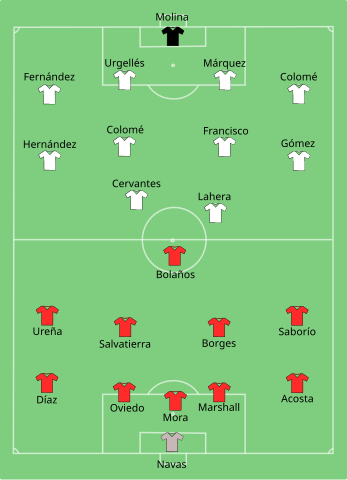 Molina
Urgellés
Márquez
Fernández
Colomé
Colomé
Francisco
Hernández
Gómez
Cervantes
Lahera
Bolaños
Ureña
Salvatierra
Borges
Saborío
Díaz
Oviedo
Mora
Marshall
Acosta
Navas